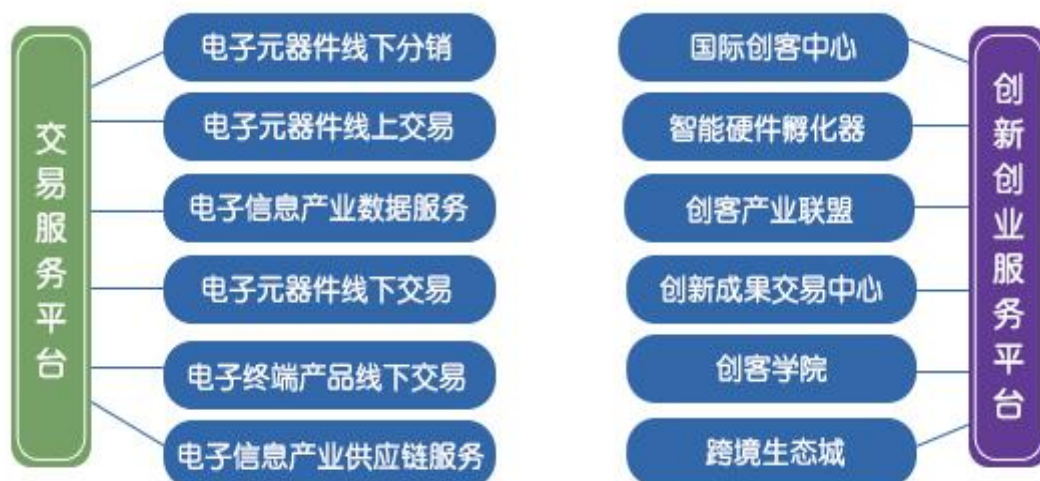 交易服务平台
电子元器件线下分销
电子元器件线上交易
电子信息产业数据服务
电子元器件线下交易
电子终端产品线下交易
电子信息产业供应链服务
国际创客中心
智能硬件孵化器
创客产业联盟
创新成果交易中心
创客学院
跨境生态城
创新创业服务平台